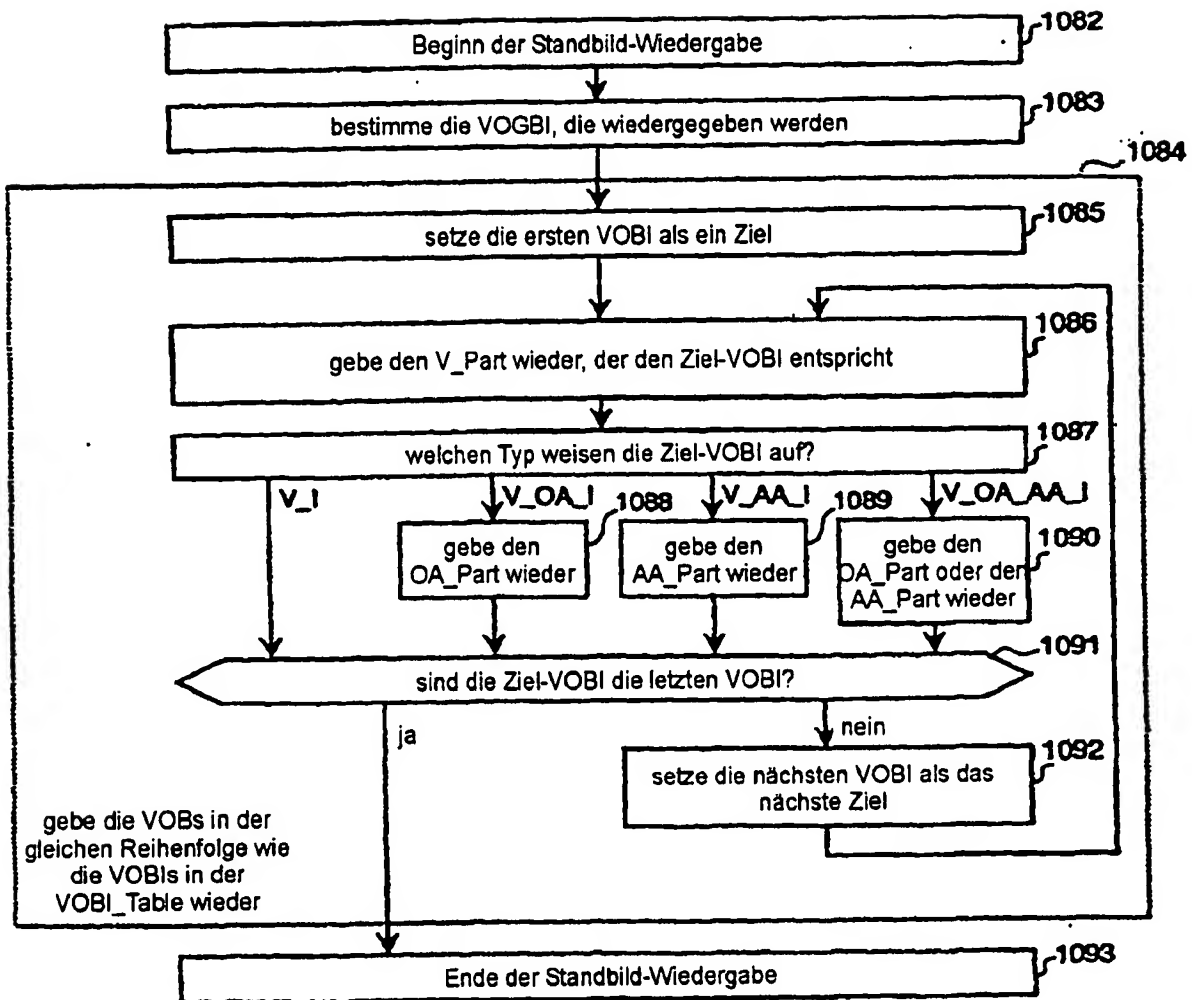 1082
Beginn der Standbild-Wiedergabe
1083
bestimme die VOGBI, die wiedergegeben werden
1084
1085
setze die ersten VOBI als ein Ziel
1086
gebe den V_Part wieder, der den Ziel-VOBI entspricht
1087
welchen Typ weisen die Ziel-VOBI auf?
V_I
V_OA_I
V_AA_I
V_OA_AA_I
1088
gebe den
OA_Part wieder
1089
gebe den
AA_Part wieder
1090
gebe den
OA_Part oder den
AA_Part wieder
1091
sind die Ziel-VOBI die letzten VOBI?
ja
nein
1092
setze die nächsten VOBI als das
nächste Ziel
gebe die VOBs in der
gleichen Reihenfolge wie
die VOBIs in der
VOBI_Table wieder
1093
Ende der Standbild-Wiedergabe